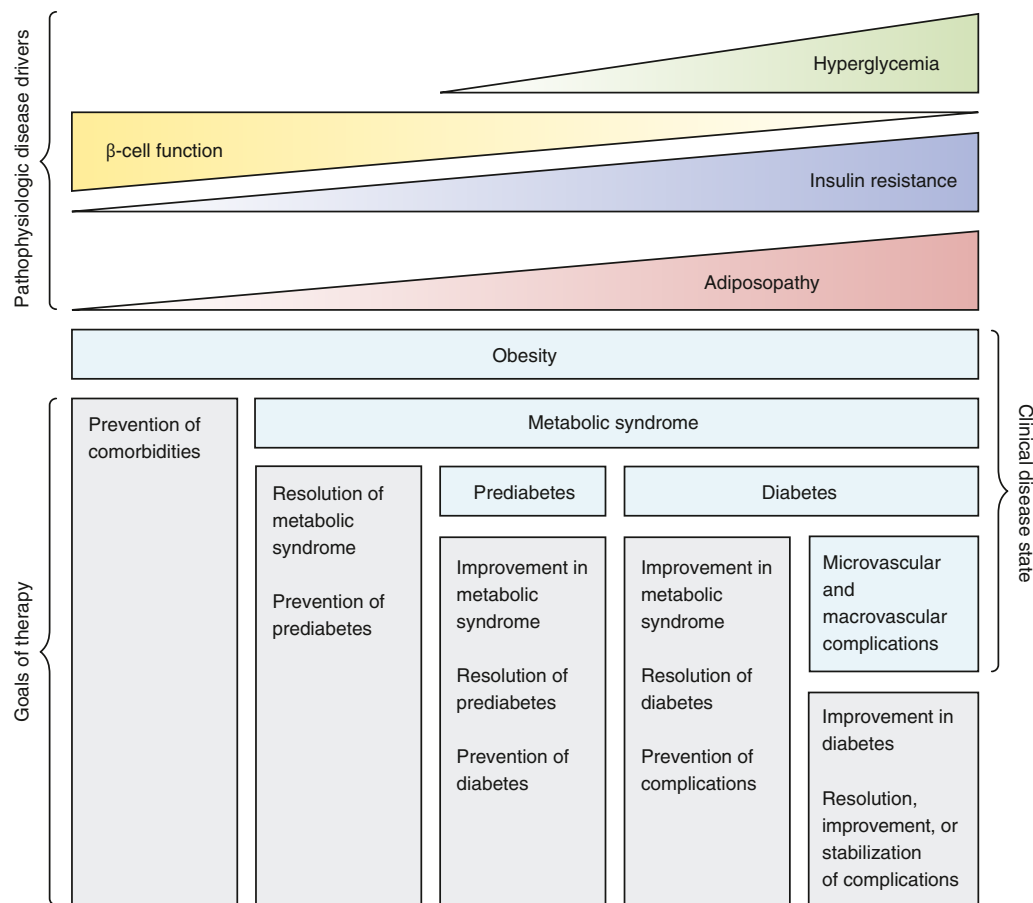 Pathophysiologic disease drivers
Hyperglycemia
β-cell function
Insulin resistance
Adiposopathy
Obesity
Clinical disease state
Goals of therapy
Prevention of
comorbidities
Metabolic syndrome
Resolution of
metabolic
syndrome
Prevention of
prediabetes
Prediabetes
Improvement in
metabolic
syndrome
Resolution of
prediabetes
Prevention of
diabetes
Diabetes
Improvement in
metabolic
syndrome
Resolution of
diabetes
Prevention of
complications
Microvascular
and
macrovascular
complications
Improvement in
diabetes
Resolution,
improvement, or
stabilization
of complications